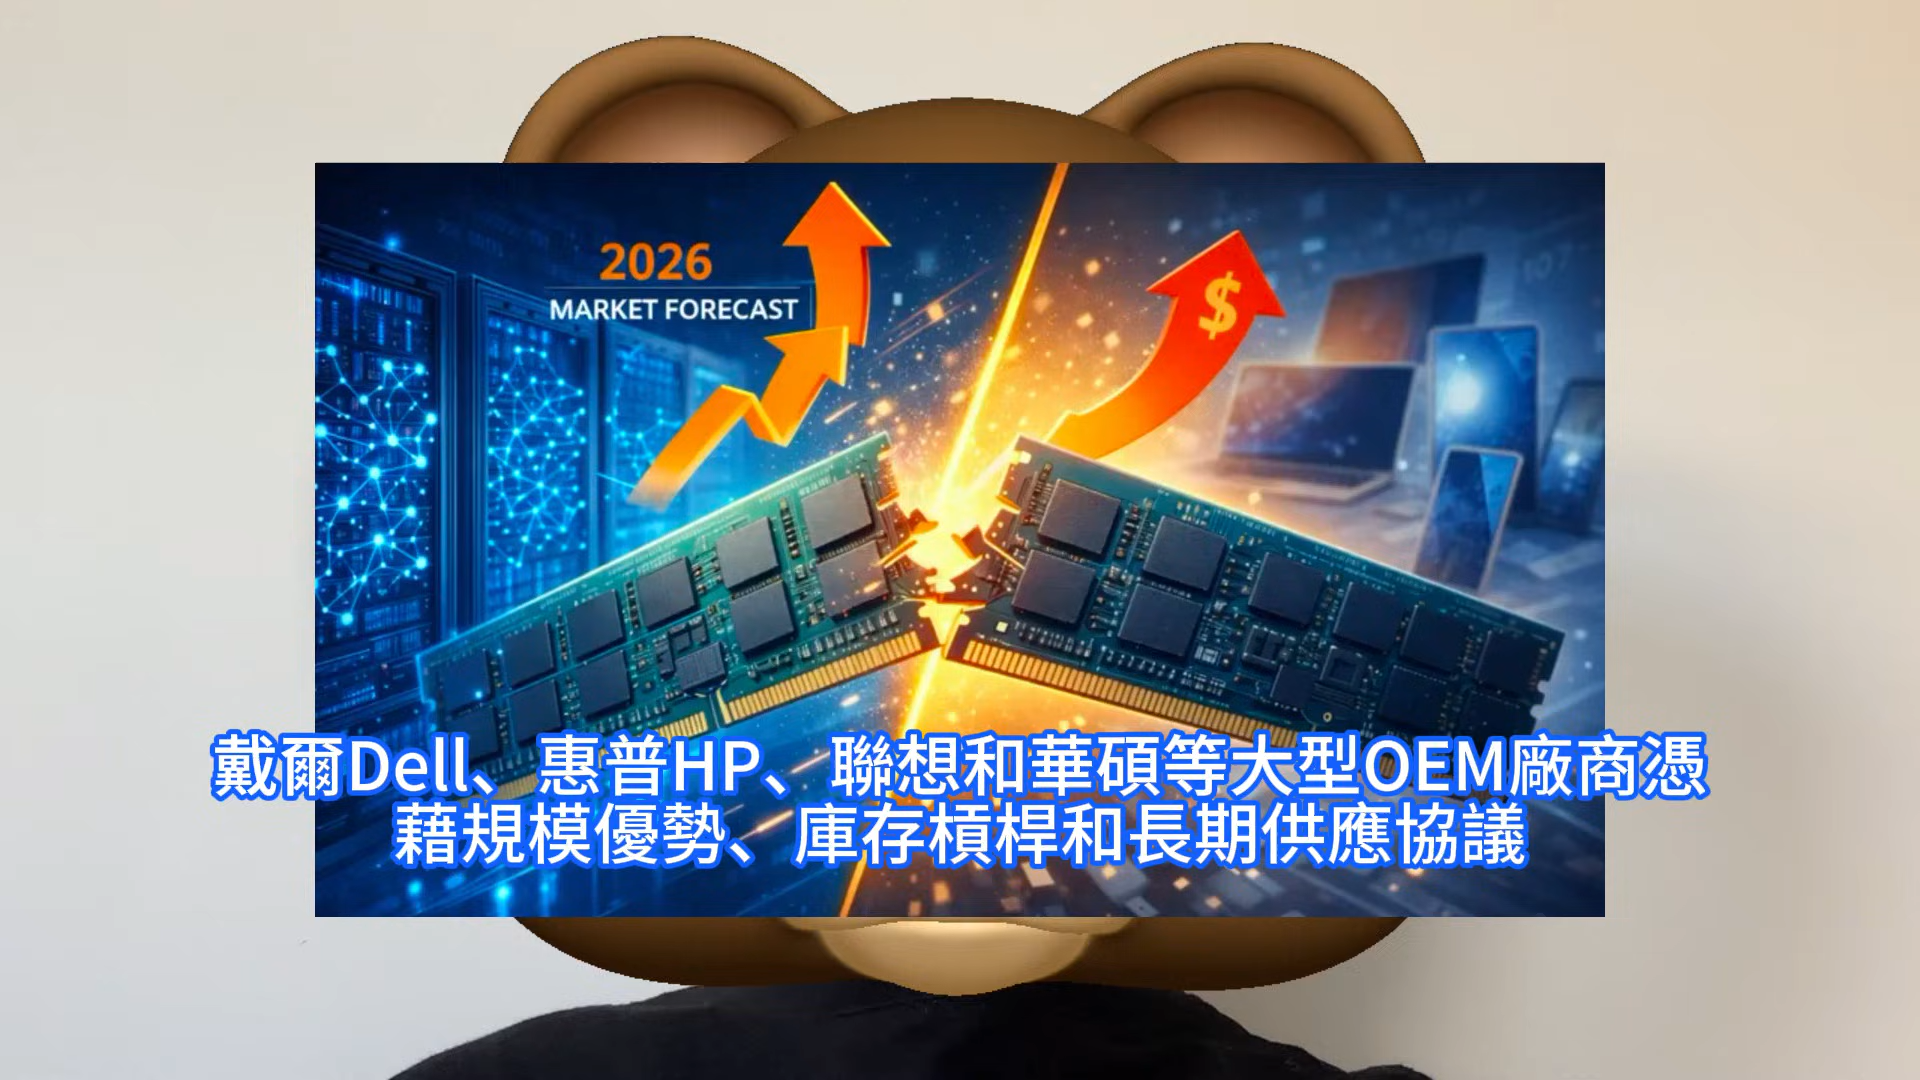 2026
MARKET FORECAST
$
戴爾Dell、惠普HP、聯想和華碩等大型OEM廠商憑
藉規模優勢、庫存槓桿和長期供應協議